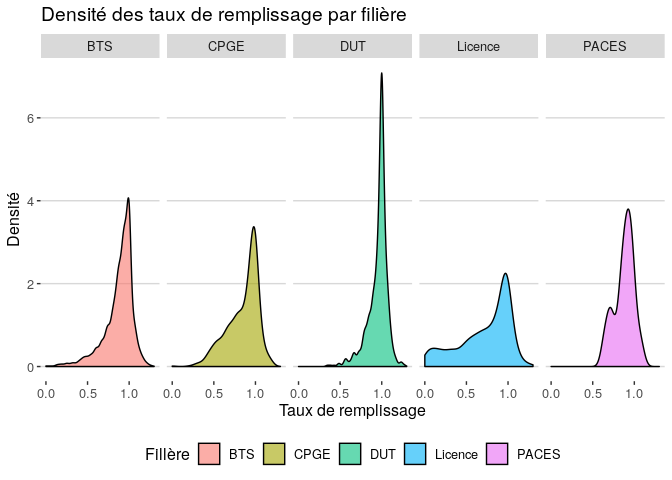 Densité des taux de remplissage par filière
BTS CPGE DUT Licence PACES
6
4
2
0
0.0 0.5 1.0 0.0 0.5 1.0 0.0 0.5 1.0 0.0 0.5 1.0 0.0 0.5 1.0
Densité
Taux de remplissage
Fillère BTS CPGE DUT Licence PACES